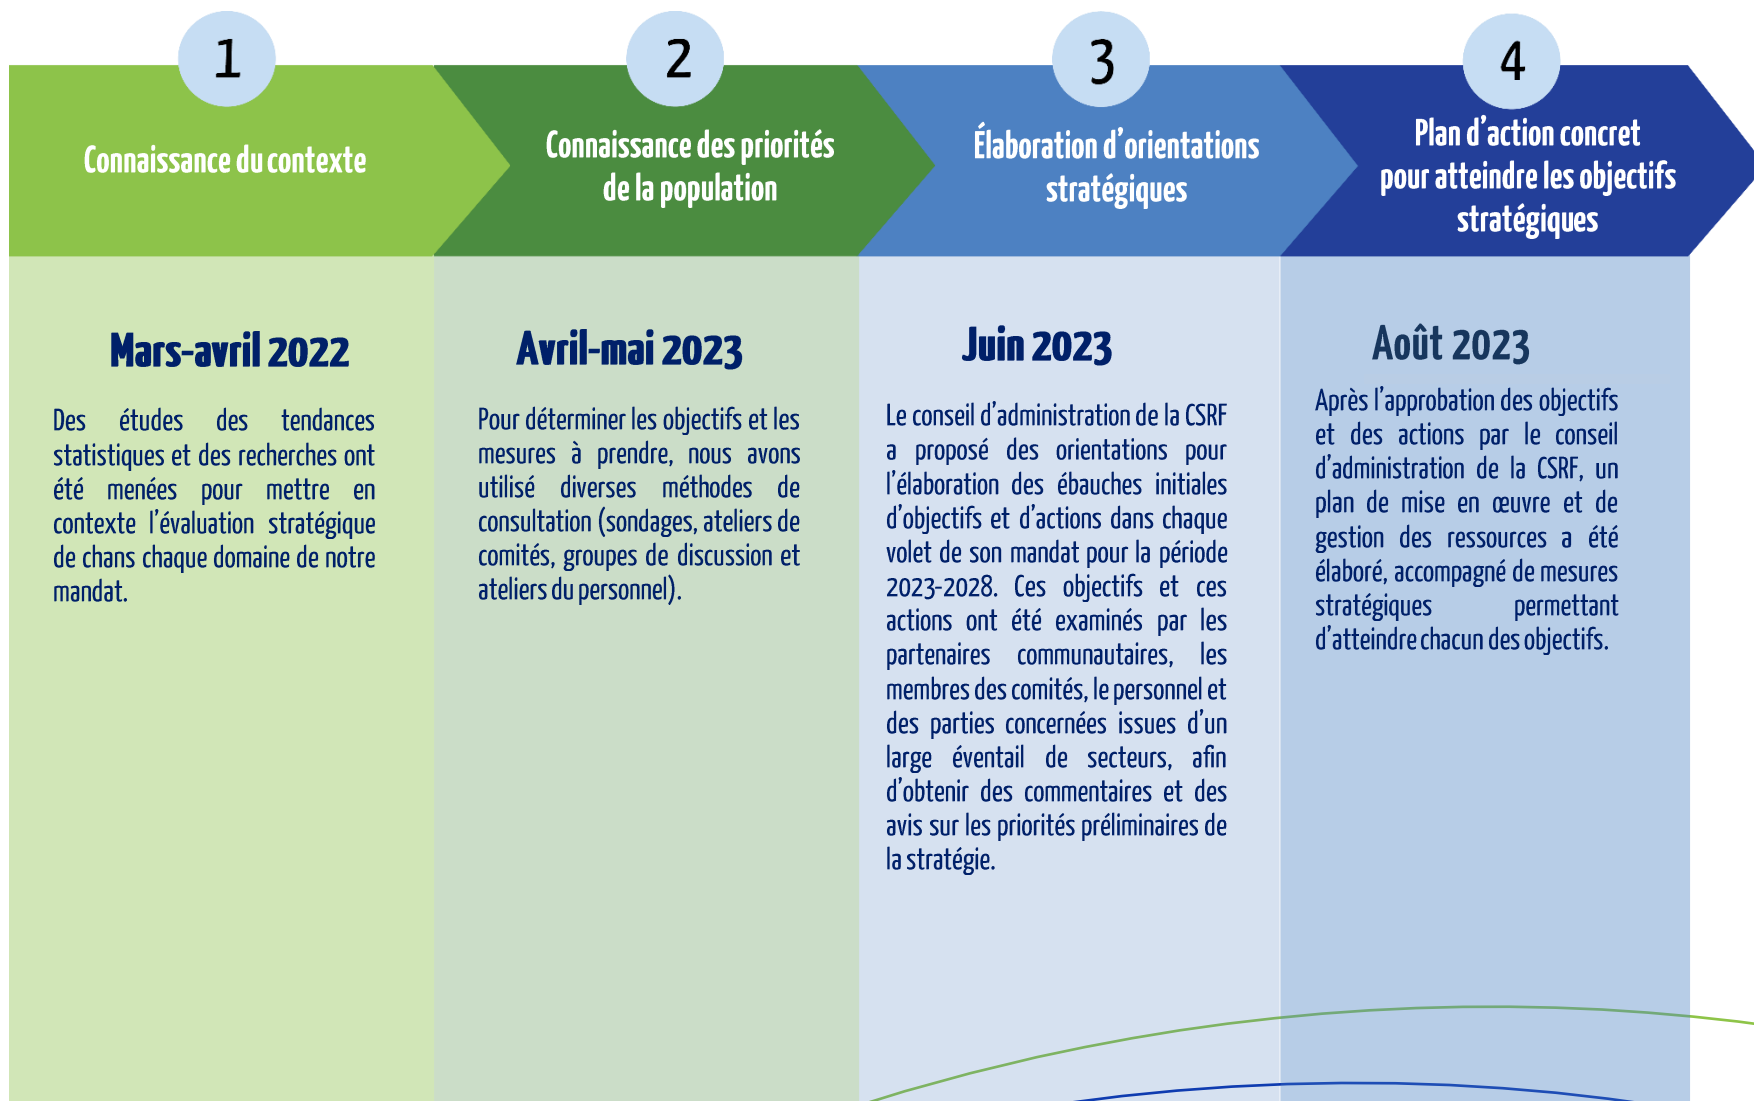 1
Connaissance du contexte
Mars-avril 2022
Des études des tendances
statistiques et des recherches ont
été menées pour mettre en
contexte l’évaluation stratégique
de chans chaque domaine de notre
mandat.
2
Connaissance des priorités
de la population
Avril-mai 2023
Pour déterminer les objectifs et les
mesures à prendre, nous avons
utilisé diverses méthodes de
consultation (sondages, ateliers de
comités, groupes de discussion et
ateliers du personnel).
3
Élaboration d’orientations
stratégiques
Juin 2023
Le conseil d’administration de la CSRF
a proposé des orientations pour
l’élaboration des ébauches initiales
d’objectifs et d’actions dans chaque
volet de son mandat pour la période
2023-2028. Ces objectifs et ces
actions ont été examinés par les
partenaires communautaires, les
membres des comités, le personnel et
des parties concernées issues d’un
large éventail de secteurs, afin
d’obtenir des commentaires et des
avis sur les priorités préliminaires de
la stratégie.
4
Plan d’action concret
pour atteindre les objectifs
stratégiques
Août 2023
Après l’approbation des objectifs
et des actions par le conseil
d’administration de la CSRF, un
plan de mise en œuvre et de
gestion des ressources a été
élaboré, accompagné de mesures
stratégiques permettant
d’atteindre chacun des objectifs.